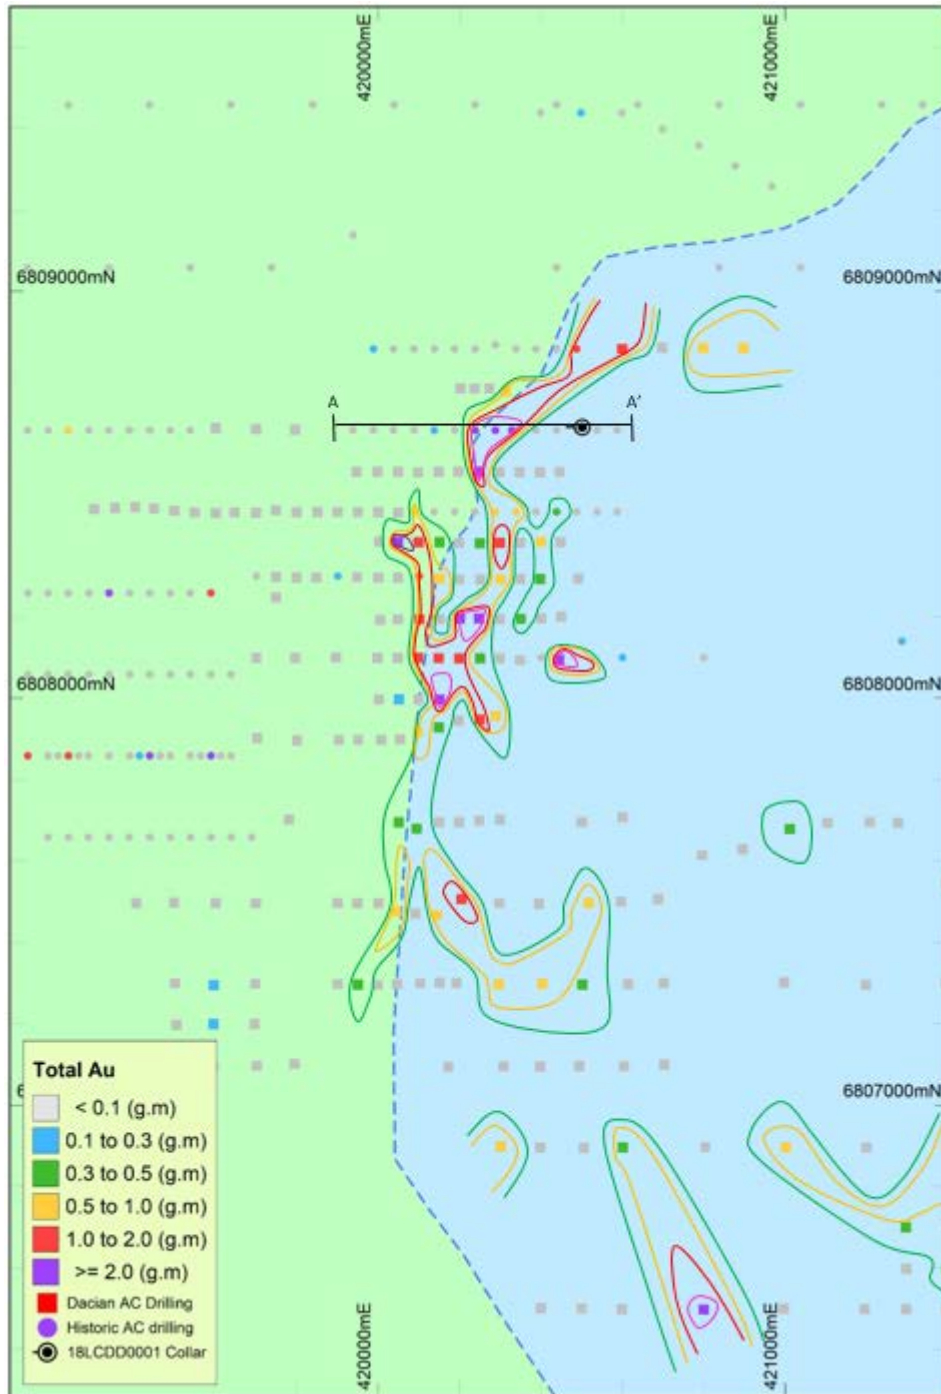 420000mE
421000mE
6809000mN
6809000mN
A
A'
6808000mN
6808000mN
6807000mN
Total Au
< 0.1 (g.m)
0.1 to 0.3 (g.m)
0.3 to 0.5 (g.m)
0.5 to 1.0 (g.m)
1.0 to 2.0 (g.m)
>= 2.0 (g.m)
Dacian AC Drilling
Historic AC drilling
18LCDD0001 Collar
420000mE
421000mE